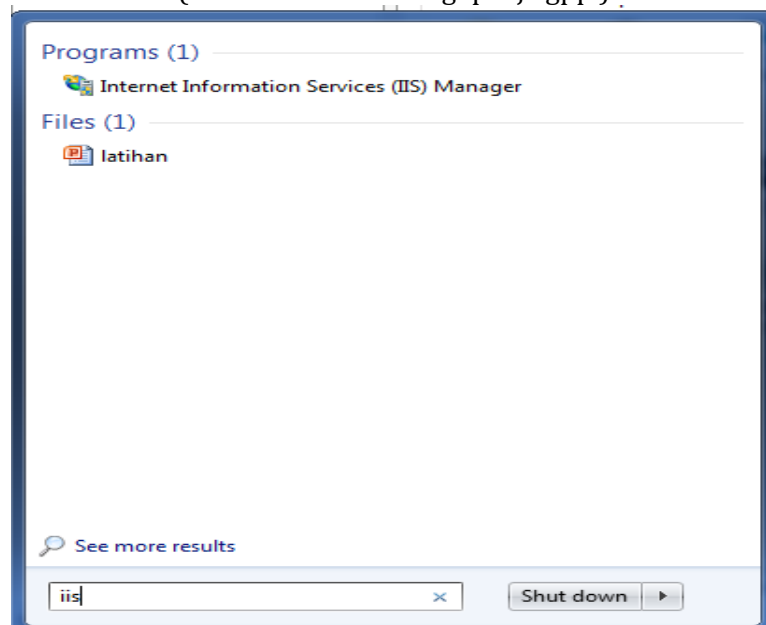 Programs (1)
Internet Information Services (IIS) Manager
Files (1)
latihan
See more results
iis
Shut down